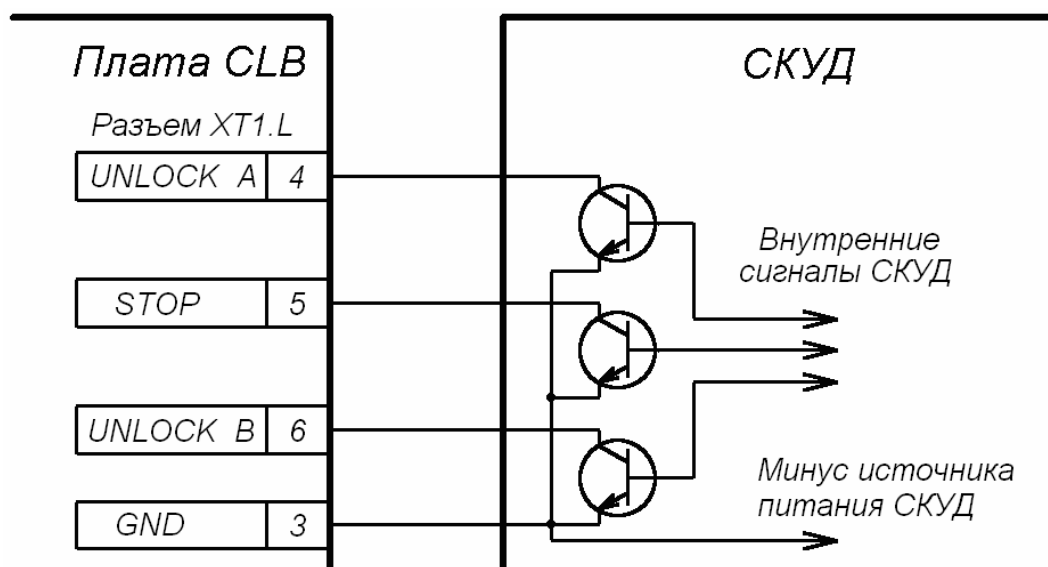 Плата CLB
СКУД
Разъем XT1.L
UNLOCK A 4
STOP 5
UNLOCK B 6
GND 3
Внутренние
сигналы СКУД
Минус источника
питания СКУД